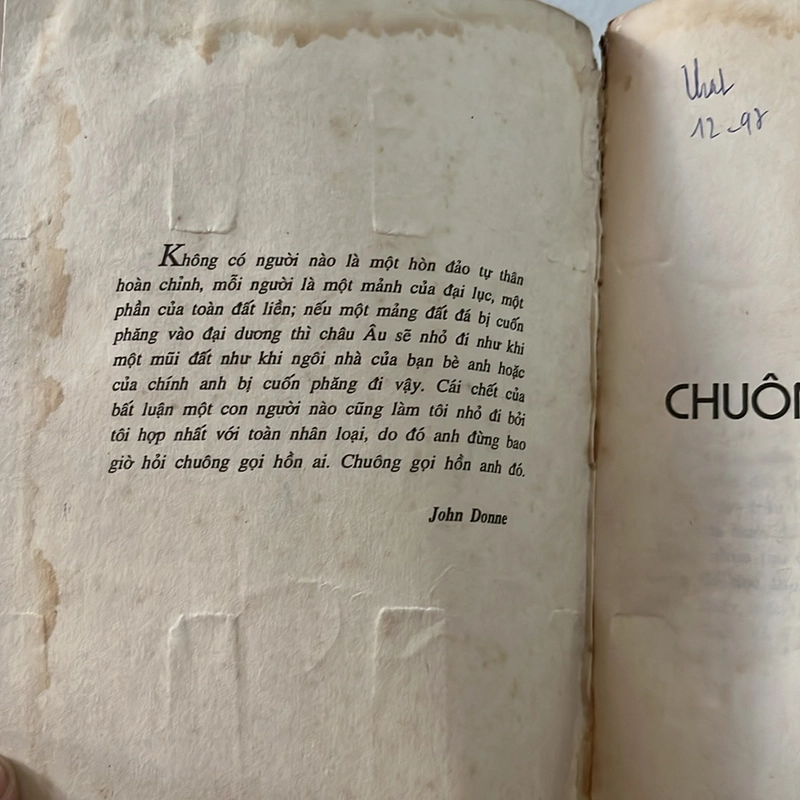 Không có người nào là một hòn đảo tự thân
hoàn chỉnh, mỗi người là một mảnh của đại lục, một
phần của toàn đất liền; nếu một mảng đất đá bị cuốn
phăng vào đại dương thì châu Âu sẽ nhỏ đi như khi
một mũi đất như khi ngôi nhà của bạn bè anh hoặc
của chính anh bị cuốn phăng đi vậy. Cái chết của
bất luận một con người nào cũng làm tôi nhỏ đi bởi
tôi hợp nhất với toàn nhân loại, do đó anh đừng bao
giờ hỏi chuông gọi hồn ai. Chuông gọi hồn anh đó.
John Donne
12-98
CHUÔN